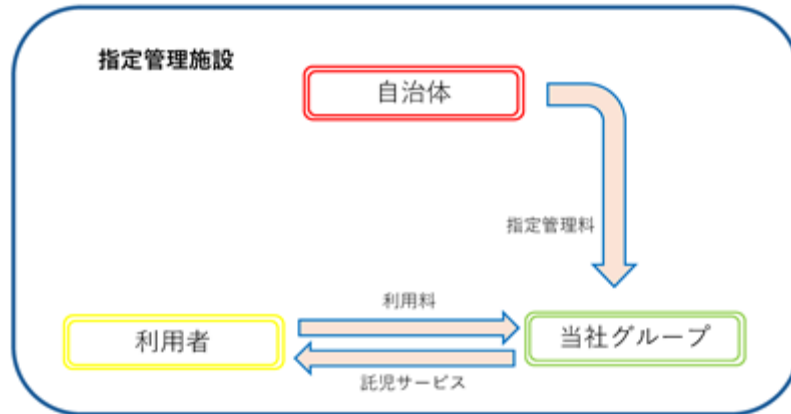 指定管理施設
自治体
指定管理料
利用料
利用者
当社グループ
託児サービス